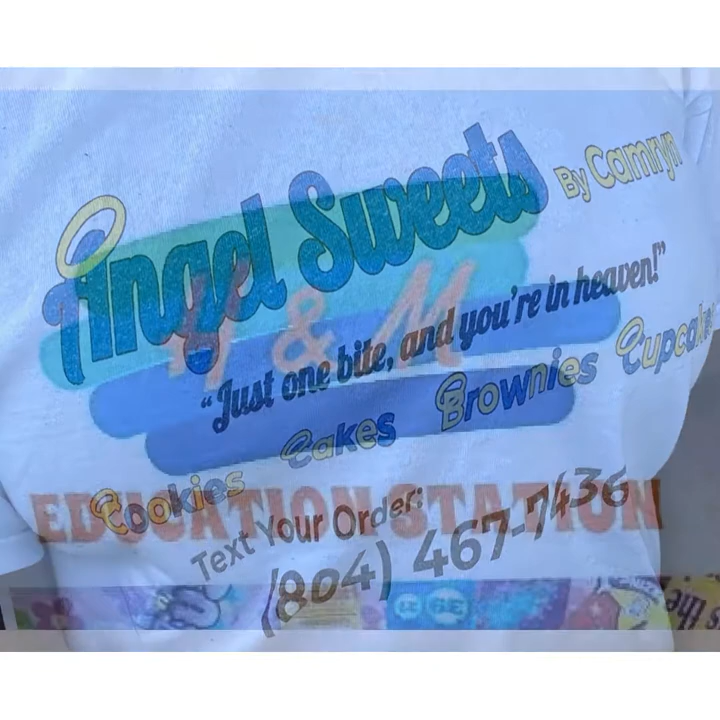 Angel Sweets By Camryn
H & M
"Just one bite, and you're in heaven!"
Cookies Cakes Brownies Cupcakes
EDUCATION STATION
Text Your Order:
(804) 467-7436